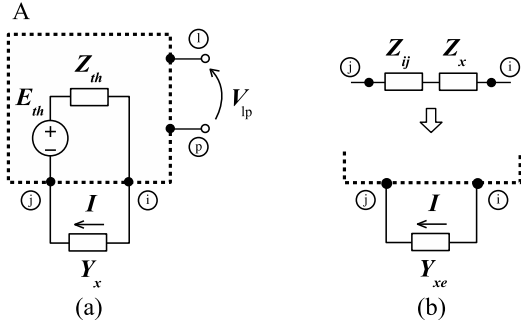 A
l
Z_th
E_th
+
−
V_lp
p
j
i
I
Y_x
(a)
j
Z_ij
Z_x
i
j
i
I
Y_xe
(b)